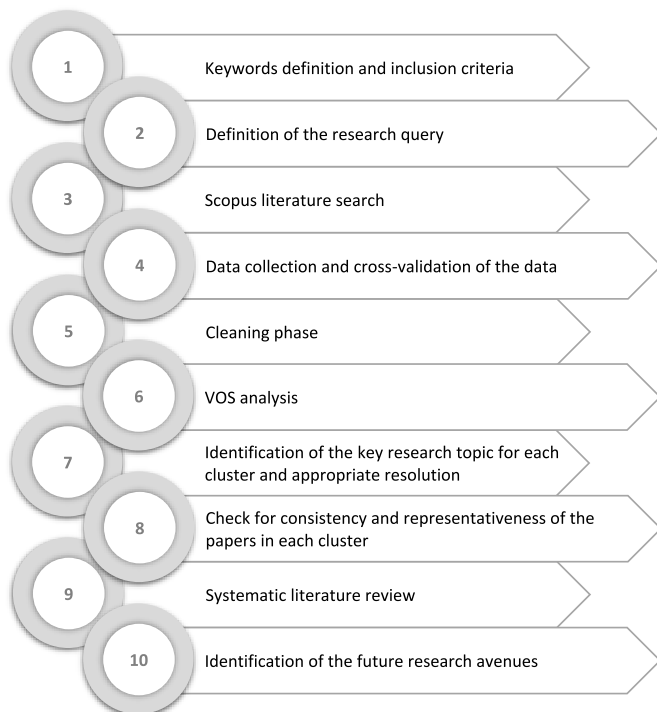 1
Keywords definition and inclusion criteria
2
Definition of the research query
3
Scopus literature search
4
Data collection and cross-validation of the data
5
Cleaning phase
6
VOS analysis
7
Identification of the key research topic for each
cluster and appropriate resolution
8
Check for consistency and representativeness of the
papers in each cluster
9
Systematic literature review
10
Identification of the future research avenues